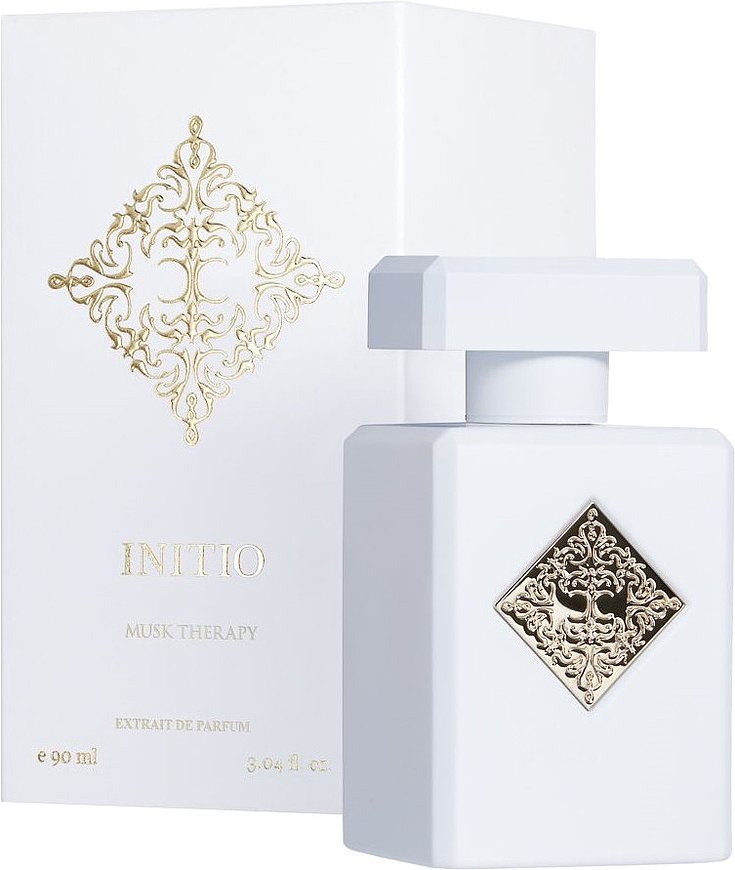 INITIO
MUSK THERAPY
EXTRAIT DE PARFUM
e 90 ml
3.04 fl. oz.